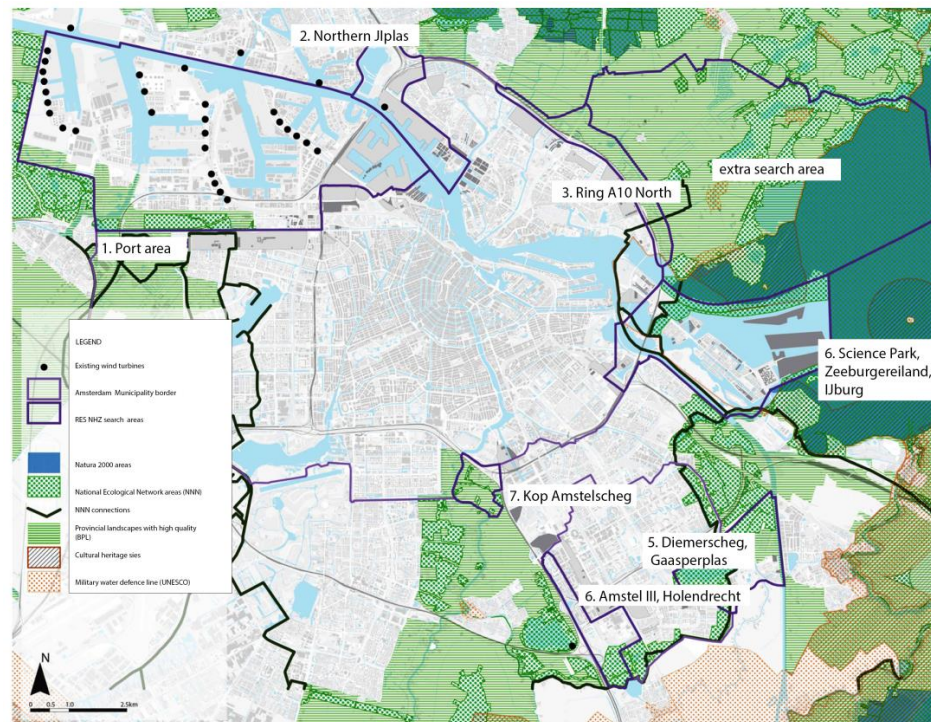 2. Northern JIplas
extra search area
3. Ring A10 North
1. Port area
LEGEND
Existing wind turbines
Amsterdam Municipality border
RES NHZ search areas
Natura 2000 areas
National Ecological Network areas (NNN)
NNN connections
Provincial landscapes with high quality
(BPL)
Cultural heritage sies
Military water defence line (UNESCO)
6. Science Park,
Zeeburgereiland,
IJburg
7. Kop Amstelscheg
5. Diemerscheg,
Gaasperplas
6. Amstel III, Holendrecht
N
0 0.5 1.0 2.5km